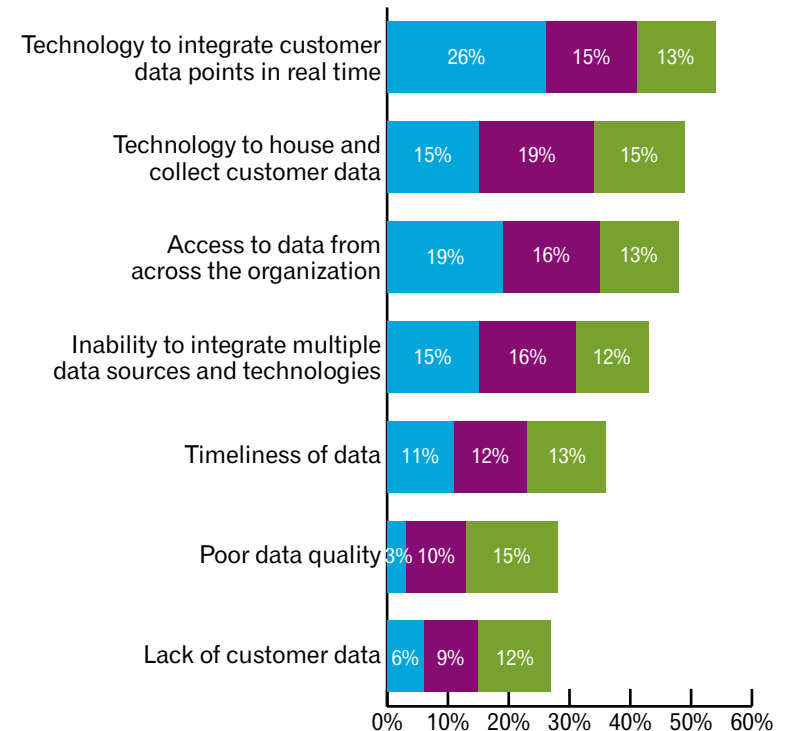 Technology to integrate customer
data points in real time
26% 15% 13%
Technology to house and
collect customer data
15% 19% 15%
Access to data from
across the organization
19% 16% 13%
Inability to integrate multiple
data sources and technologies
15% 16% 12%
Timeliness of data
11% 12% 13%
Poor data quality
3% 10% 15%
Lack of customer data
6% 9% 12%
0% 10% 20% 30% 40% 50% 60%